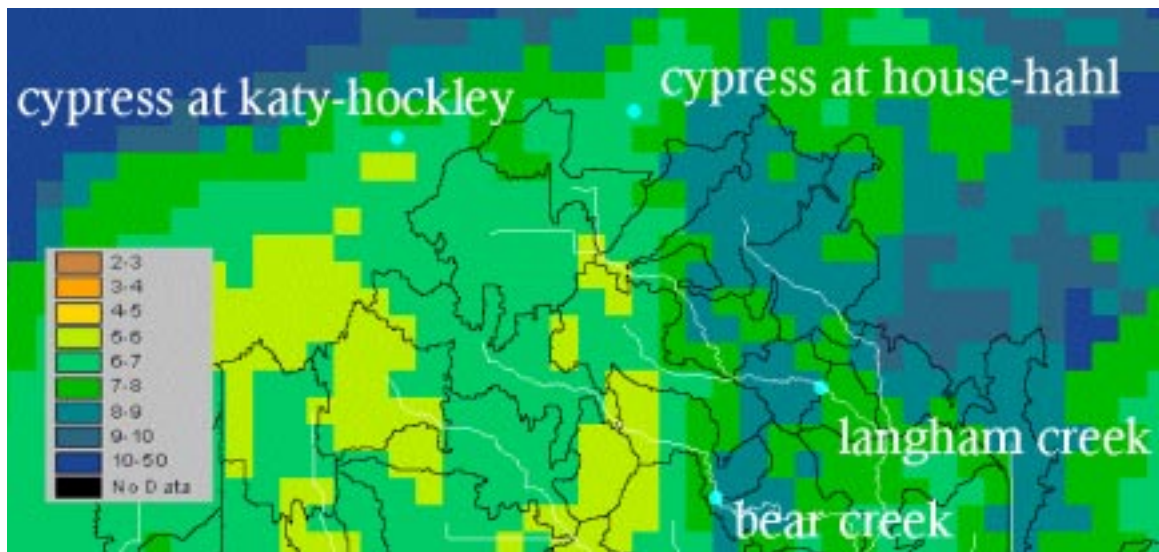 cypress at katy-hockley
cypress at house-hahl
2-3
3-4
4-5
5-6
6-7
7-8
8-9
9-10
10-50
No Data
langham creek
bear creek